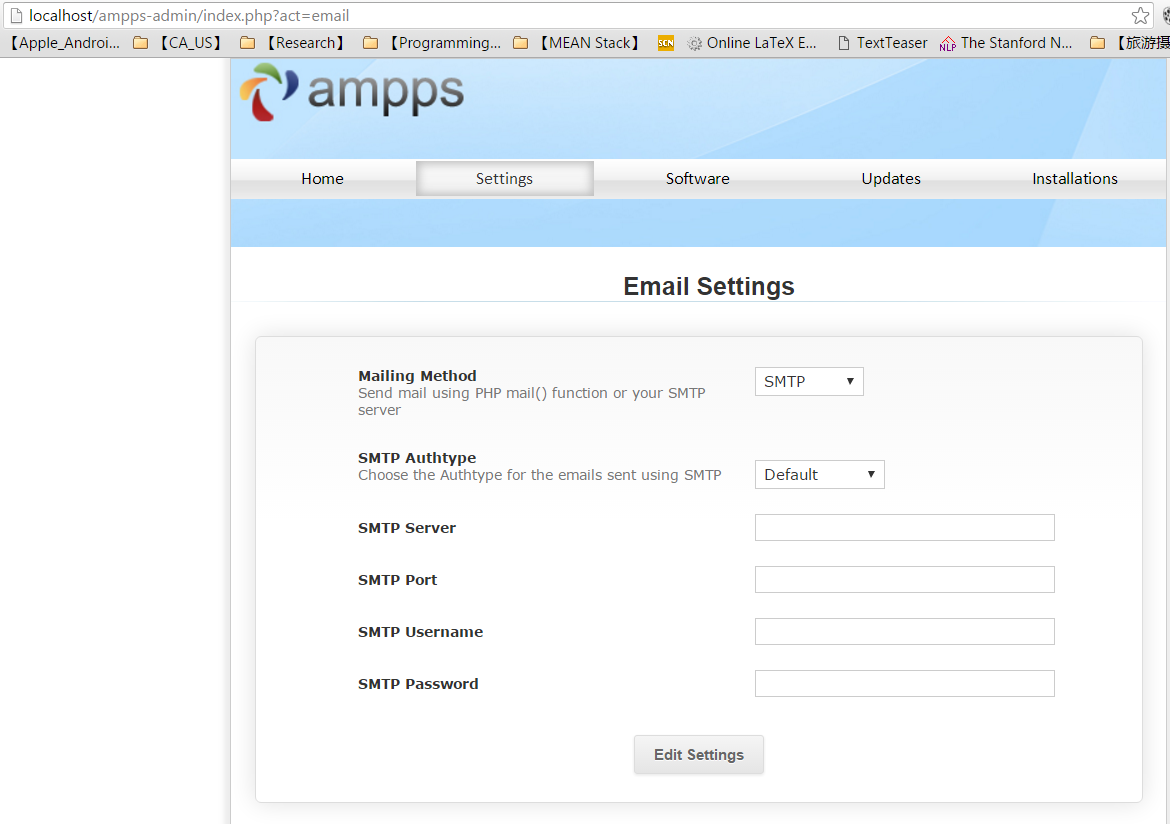 localhost/ampps-admin/index.php?act=email
【Apple_Androi... 【CA_US】 【Research】 【Programming... 【MEAN Stack】 SCN Online LaTeX E... TextTeaser NLP The Stanford N... 【旅游摄
ampps
Home Settings Software Updates Installations
Email Settings
Mailing Method SMTP
Send mail using PHP mail() function or your SMTP
server
SMTP Authtype
Choose the Authtype for the emails sent using SMTP Default
SMTP Server
SMTP Port
SMTP Username
SMTP Password
Edit Settings